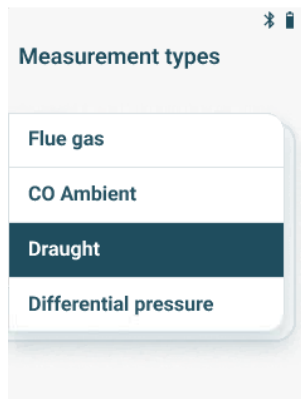 Measurement types
Flue gas
CO Ambient
Draught
Differential pressure